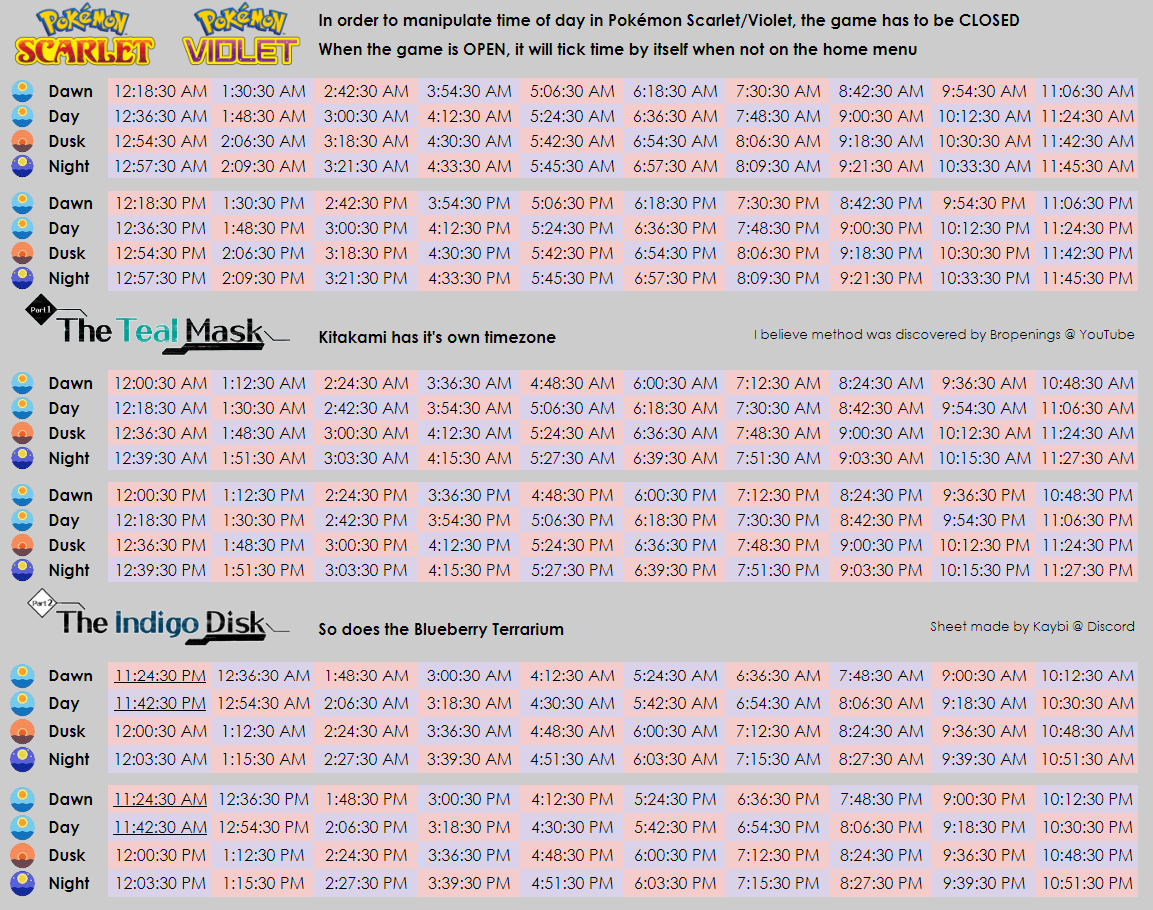 POKéMON SCARLET POKéMON VIOLET
In order to manipulate time of day in Pokémon Scarlet/Violet, the game has to be CLOSED
When the game is OPEN, it will tick time by itself when not on the home menu
Dawn 12:18:30 AM 1:30:30 AM 2:42:30 AM 3:54:30 AM 5:06:30 AM 6:18:30 AM 7:30:30 AM 8:42:30 AM 9:54:30 AM 11:06:30 AM
Day 12:36:30 AM 1:48:30 AM 3:00:30 AM 4:12:30 AM 5:24:30 AM 6:36:30 AM 7:48:30 AM 9:00:30 AM 10:12:30 AM 11:24:30 AM
Dusk 12:54:30 AM 2:06:30 AM 3:18:30 AM 4:30:30 AM 5:42:30 AM 6:54:30 AM 8:06:30 AM 9:18:30 AM 10:30:30 AM 11:42:30 AM
Night 12:57:30 AM 2:09:30 AM 3:21:30 AM 4:33:30 AM 5:45:30 AM 6:57:30 AM 8:09:30 AM 9:21:30 AM 10:33:30 AM 11:45:30 AM
Dawn 12:18:30 PM 1:30:30 PM 2:42:30 PM 3:54:30 PM 5:06:30 PM 6:18:30 PM 7:30:30 PM 8:42:30 PM 9:54:30 PM 11:06:30 PM
Day 12:36:30 PM 1:48:30 PM 3:00:30 PM 4:12:30 PM 5:24:30 PM 6:36:30 PM 7:48:30 PM 9:00:30 PM 10:12:30 PM 11:24:30 PM
Dusk 12:54:30 PM 2:06:30 PM 3:18:30 PM 4:30:30 PM 5:42:30 PM 6:54:30 PM 8:06:30 PM 9:18:30 PM 10:30:30 PM 11:42:30 PM
Night 12:57:30 PM 2:09:30 PM 3:21:30 PM 4:33:30 PM 5:45:30 PM 6:57:30 PM 8:09:30 PM 9:21:30 PM 10:33:30 PM 11:45:30 PM
Part 1
The Teal Mask Kitakami has it's own timezone I believe method was discovered by Bropenings @ YouTube
Dawn 12:00:30 AM 1:12:30 AM 2:24:30 AM 3:36:30 AM 4:48:30 AM 6:00:30 AM 7:12:30 AM 8:24:30 AM 9:36:30 AM 10:48:30 AM
Day 12:18:30 AM 1:30:30 AM 2:42:30 AM 3:54:30 AM 5:06:30 AM 6:18:30 AM 7:30:30 AM 8:42:30 AM 9:54:30 AM 11:06:30 AM
Dusk 12:36:30 AM 1:48:30 AM 3:00:30 AM 4:12:30 AM 5:24:30 AM 6:36:30 AM 7:48:30 AM 9:00:30 AM 10:12:30 AM 11:24:30 AM
Night 12:39:30 AM 1:51:30 AM 3:03:30 AM 4:15:30 AM 5:27:30 AM 6:39:30 AM 7:51:30 AM 9:03:30 AM 10:15:30 AM 11:27:30 AM
Dawn 12:00:30 PM 1:12:30 PM 2:24:30 PM 3:36:30 PM 4:48:30 PM 6:00:30 PM 7:12:30 PM 8:24:30 PM 9:36:30 PM 10:48:30 PM
Day 12:18:30 PM 1:30:30 PM 2:42:30 PM 3:54:30 PM 5:06:30 PM 6:18:30 PM 7:30:30 PM 8:42:30 PM 9:54:30 PM 11:06:30 PM
Dusk 12:36:30 PM 1:48:30 PM 3:00:30 PM 4:12:30 PM 5:24:30 PM 6:36:30 PM 7:48:30 PM 9:00:30 PM 10:12:30 PM 11:24:30 PM
Night 12:39:30 PM 1:51:30 PM 3:03:30 PM 4:15:30 PM 5:27:30 PM 6:39:30 PM 7:51:30 PM 9:03:30 PM 10:15:30 PM 11:27:30 PM
Part 2
The Indigo Disk So does the Blueberry Terrarium Sheet made by Kaybi @ Discord
Dawn 11:24:30 PM 12:36:30 AM 1:48:30 AM 3:00:30 AM 4:12:30 AM 5:24:30 AM 6:36:30 AM 7:48:30 AM 9:00:30 AM 10:12:30 AM
Day 11:42:30 PM 12:54:30 AM 2:06:30 AM 3:18:30 AM 4:30:30 AM 5:42:30 AM 6:54:30 AM 8:06:30 AM 9:18:30 AM 10:30:30 AM
Dusk 12:00:30 AM 1:12:30 AM 2:24:30 AM 3:36:30 AM 4:48:30 AM 6:00:30 AM 7:12:30 AM 8:24:30 AM 9:36:30 AM 10:48:30 AM
Night 12:03:30 AM 1:15:30 AM 2:27:30 AM 3:39:30 AM 4:51:30 AM 6:03:30 AM 7:15:30 AM 8:27:30 AM 9:39:30 AM 10:51:30 AM
Dawn 11:24:30 AM 12:36:30 PM 1:48:30 PM 3:00:30 PM 4:12:30 PM 5:24:30 PM 6:36:30 PM 7:48:30 PM 9:00:30 PM 10:12:30 PM
Day 11:42:30 AM 12:54:30 PM 2:06:30 PM 3:18:30 PM 4:30:30 PM 5:42:30 PM 6:54:30 PM 8:06:30 PM 9:18:30 PM 10:30:30 PM
Dusk 12:00:30 PM 1:12:30 PM 2:24:30 PM 3:36:30 PM 4:48:30 PM 6:00:30 PM 7:12:30 PM 8:24:30 PM 9:36:30 PM 10:48:30 PM
Night 12:03:30 PM 1:15:30 PM 2:27:30 PM 3:39:30 PM 4:51:30 PM 6:03:30 PM 7:15:30 PM 8:27:30 PM 9:39:30 PM 10:51:30 PM